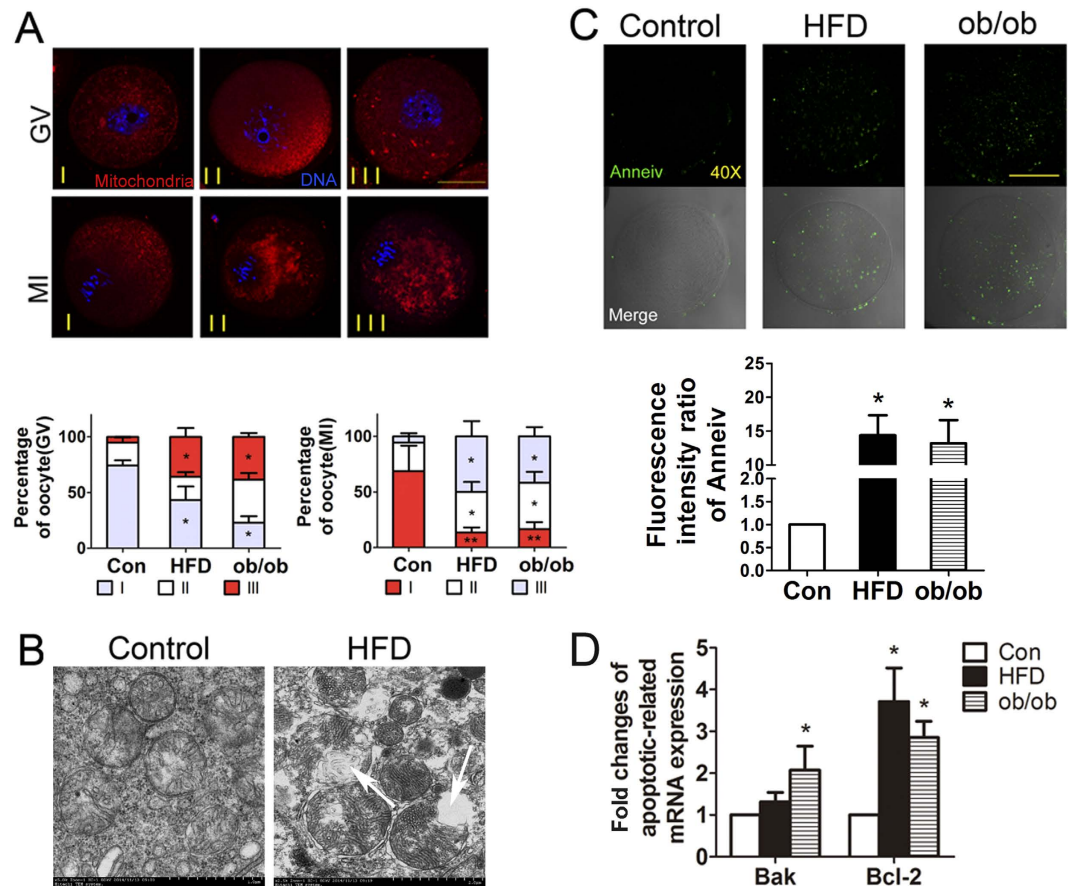 A
GV
I
Mitochondria
II
DNA
III
MI
I
II
III
Percentage
of oocyte(GV)
100
50
0
*
*
*
*
Con
HFD
ob/ob
I
II
III
Percentage
of oocyte(MI)
100
50
0
*
*
*
*
**
**
Con
HFD
ob/ob
I
II
III
B
Control
HFD
C
Control
HFD
ob/ob
Anneiv
40X
Merge
Fluorescence
intensity ratio
of Anneiv
25
20
15
10
2.0
1.5
1.0
0.5
0.0
*
*
Con
HFD
ob/ob
D
Fold changes of
apoptotic-related
mRNA expression
5
4
3
2
1
0
*
*
*
Bak
Bcl-2
Con
HFD
ob/ob